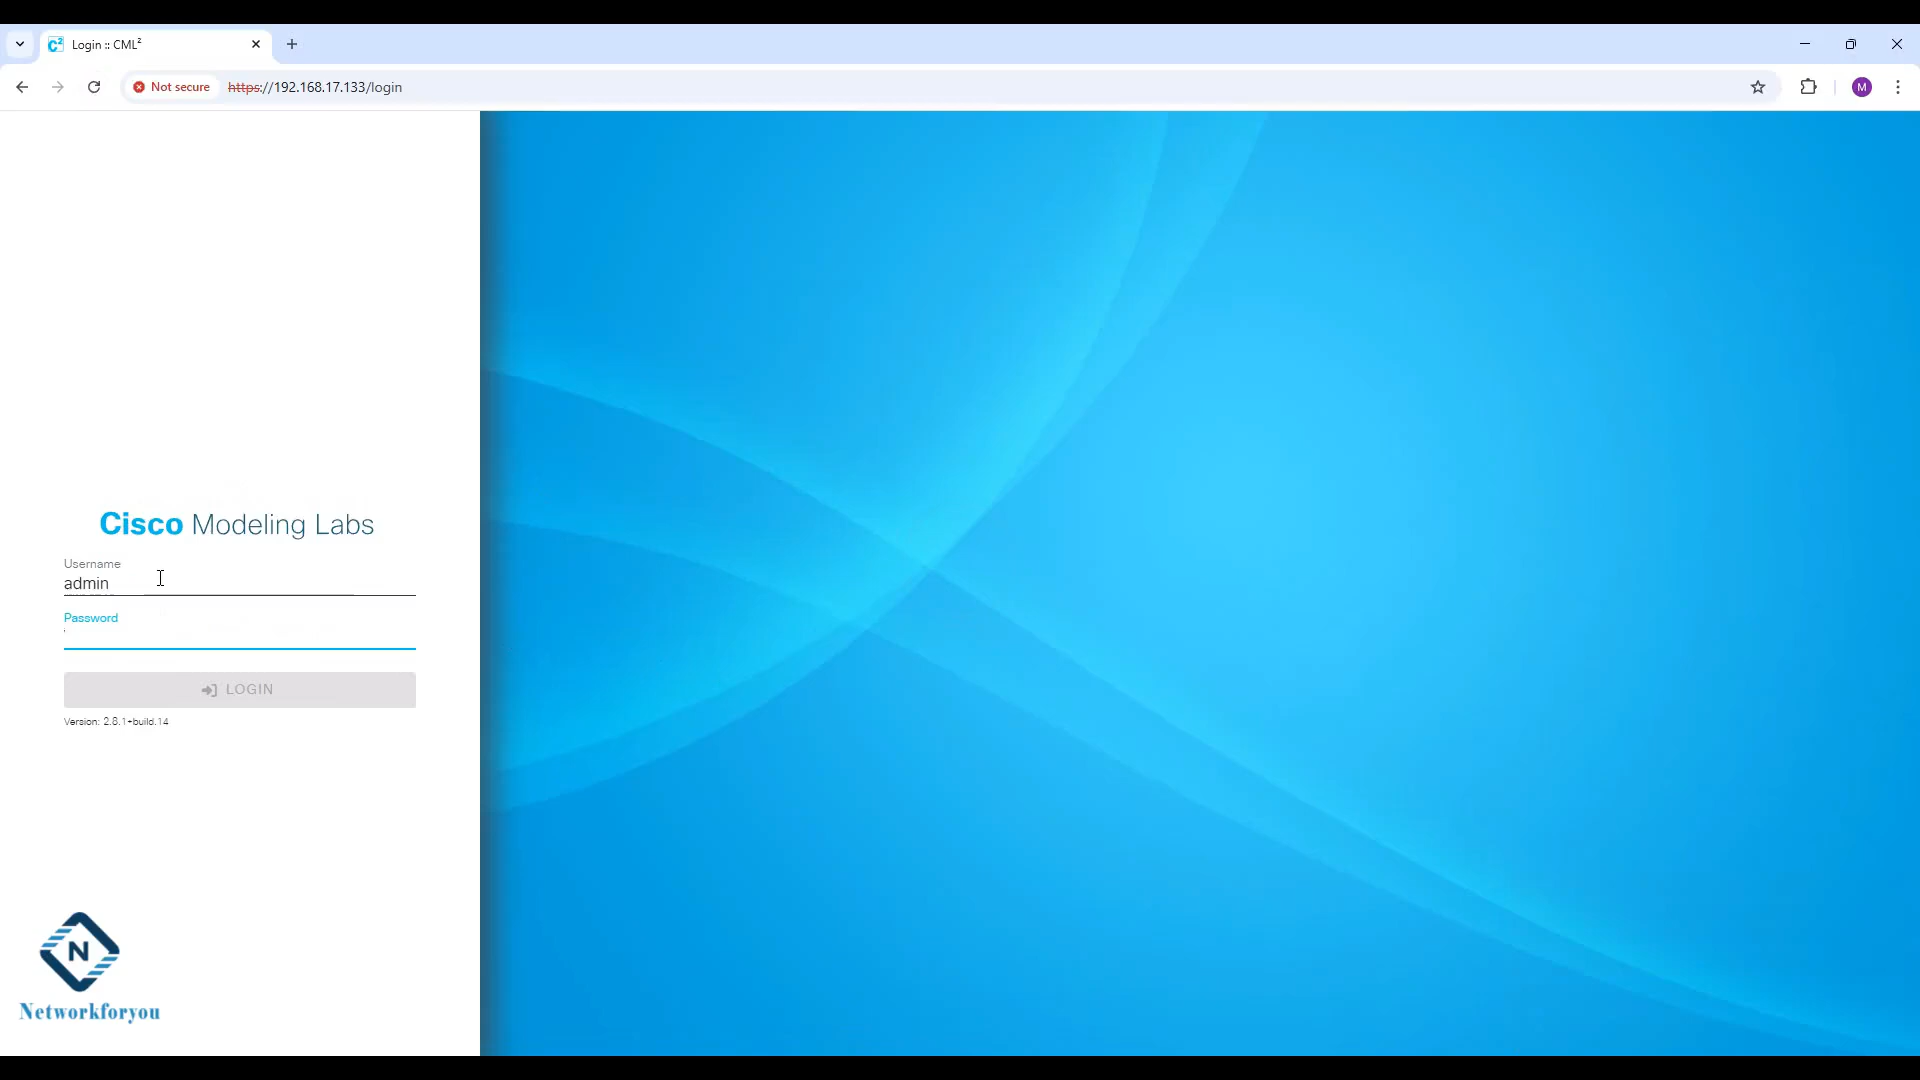 Login :: CML²
Not secure
https://192.168.17.133/login
M
Cisco Modeling Labs
Username
admin
Password
LOGIN
Version: 2.8.1+build.14
N
Networkforyou